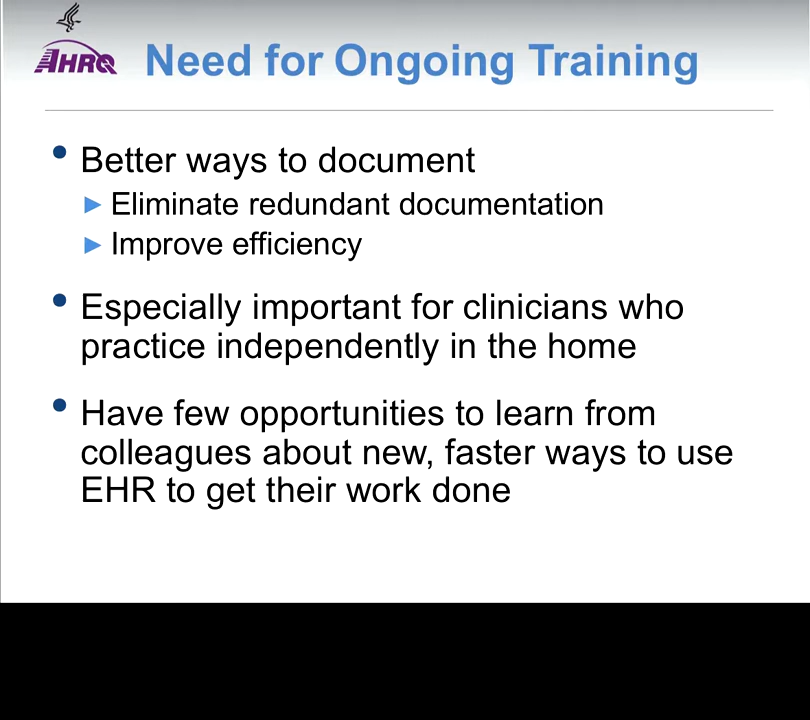 AHRQ
Need for Ongoing Training
• Better ways to document
► Eliminate redundant documentation
► Improve efficiency
• Especially important for clinicians who
practice independently in the home
• Have few opportunities to learn from
colleagues about new, faster ways to use
EHR to get their work done